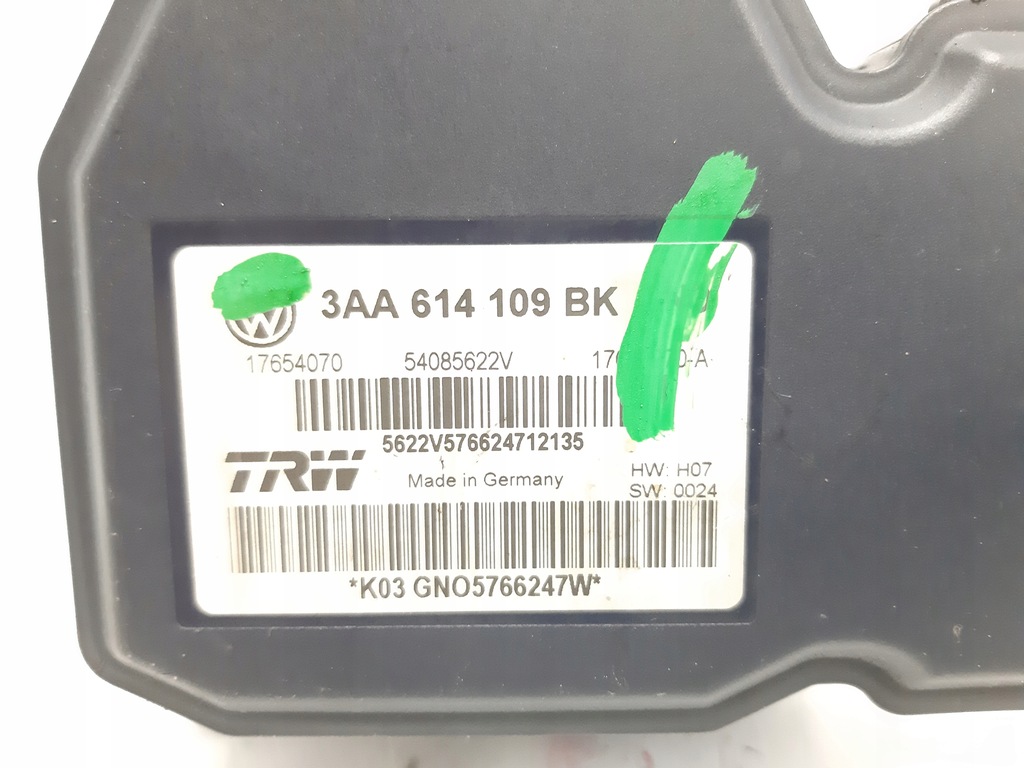 3AA 614 109 BK
17654070 54085622V
5622V576624712135
TRW Made in Germany HW: H07
SW: 0024
*K03 GNO5766247W*